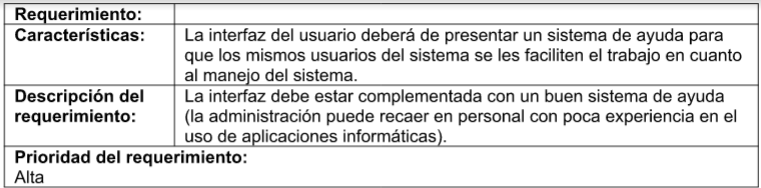 Requerimiento:
Características: La interfaz del usuario deberá de presentar un sistema de ayuda para
que los mismos usuarios del sistema se les faciliten el trabajo en cuanto
al manejo del sistema.
Descripción del requerimiento: La interfaz debe estar complementada con un buen sistema de ayuda
(la administración puede recaer en personal con poca experiencia en el
uso de aplicaciones informáticas).
Prioridad del requerimiento:
Alta